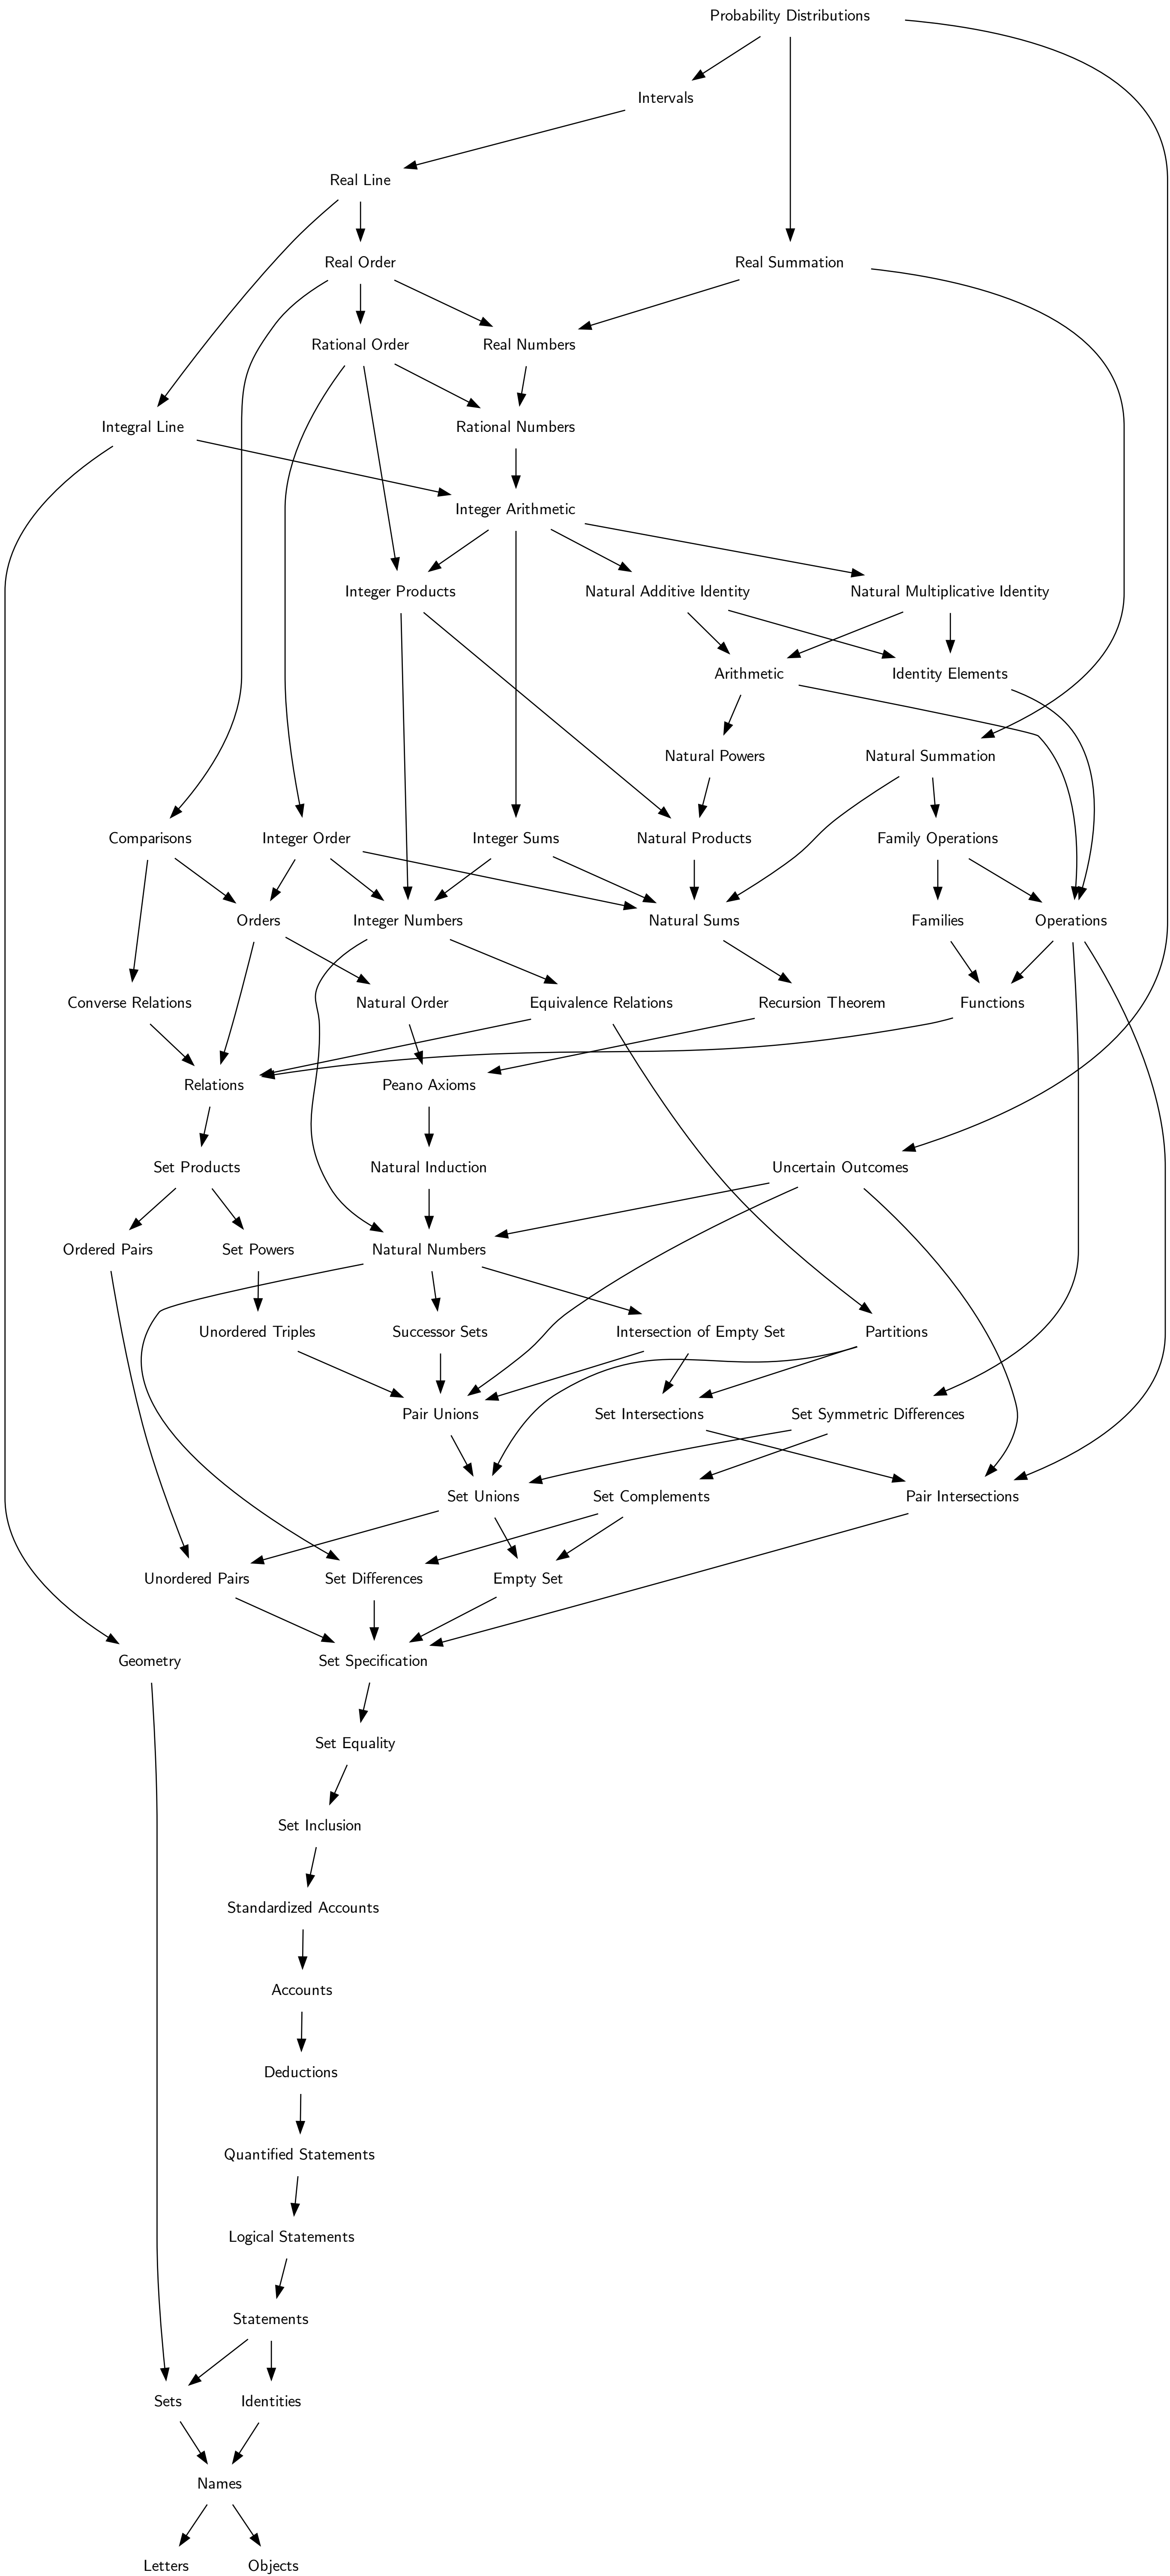 Probability Distributions
Intervals
Real Line
Real Order
Real Summation
Rational Order
Real Numbers
Integral Line
Rational Numbers
Integer Arithmetic
Integer Products
Natural Additive Identity
Natural Multiplicative Identity
Arithmetic
Identity Elements
Natural Powers
Natural Summation
Comparisons
Integer Order
Integer Sums
Natural Products
Family Operations
Orders
Integer Numbers
Natural Sums
Families
Operations
Converse Relations
Natural Order
Equivalence Relations
Recursion Theorem
Functions
Relations
Peano Axioms
Set Products
Natural Induction
Uncertain Outcomes
Ordered Pairs
Set Powers
Natural Numbers
Unordered Triples
Successor Sets
Intersection of Empty Set
Partitions
Pair Unions
Set Intersections
Set Symmetric Differences
Set Unions
Set Complements
Pair Intersections
Unordered Pairs
Set Differences
Empty Set
Geometry
Set Specification
Set Equality
Set Inclusion
Standardized Accounts
Accounts
Deductions
Quantified Statements
Logical Statements
Statements
Sets
Identities
Names
Letters
Objects